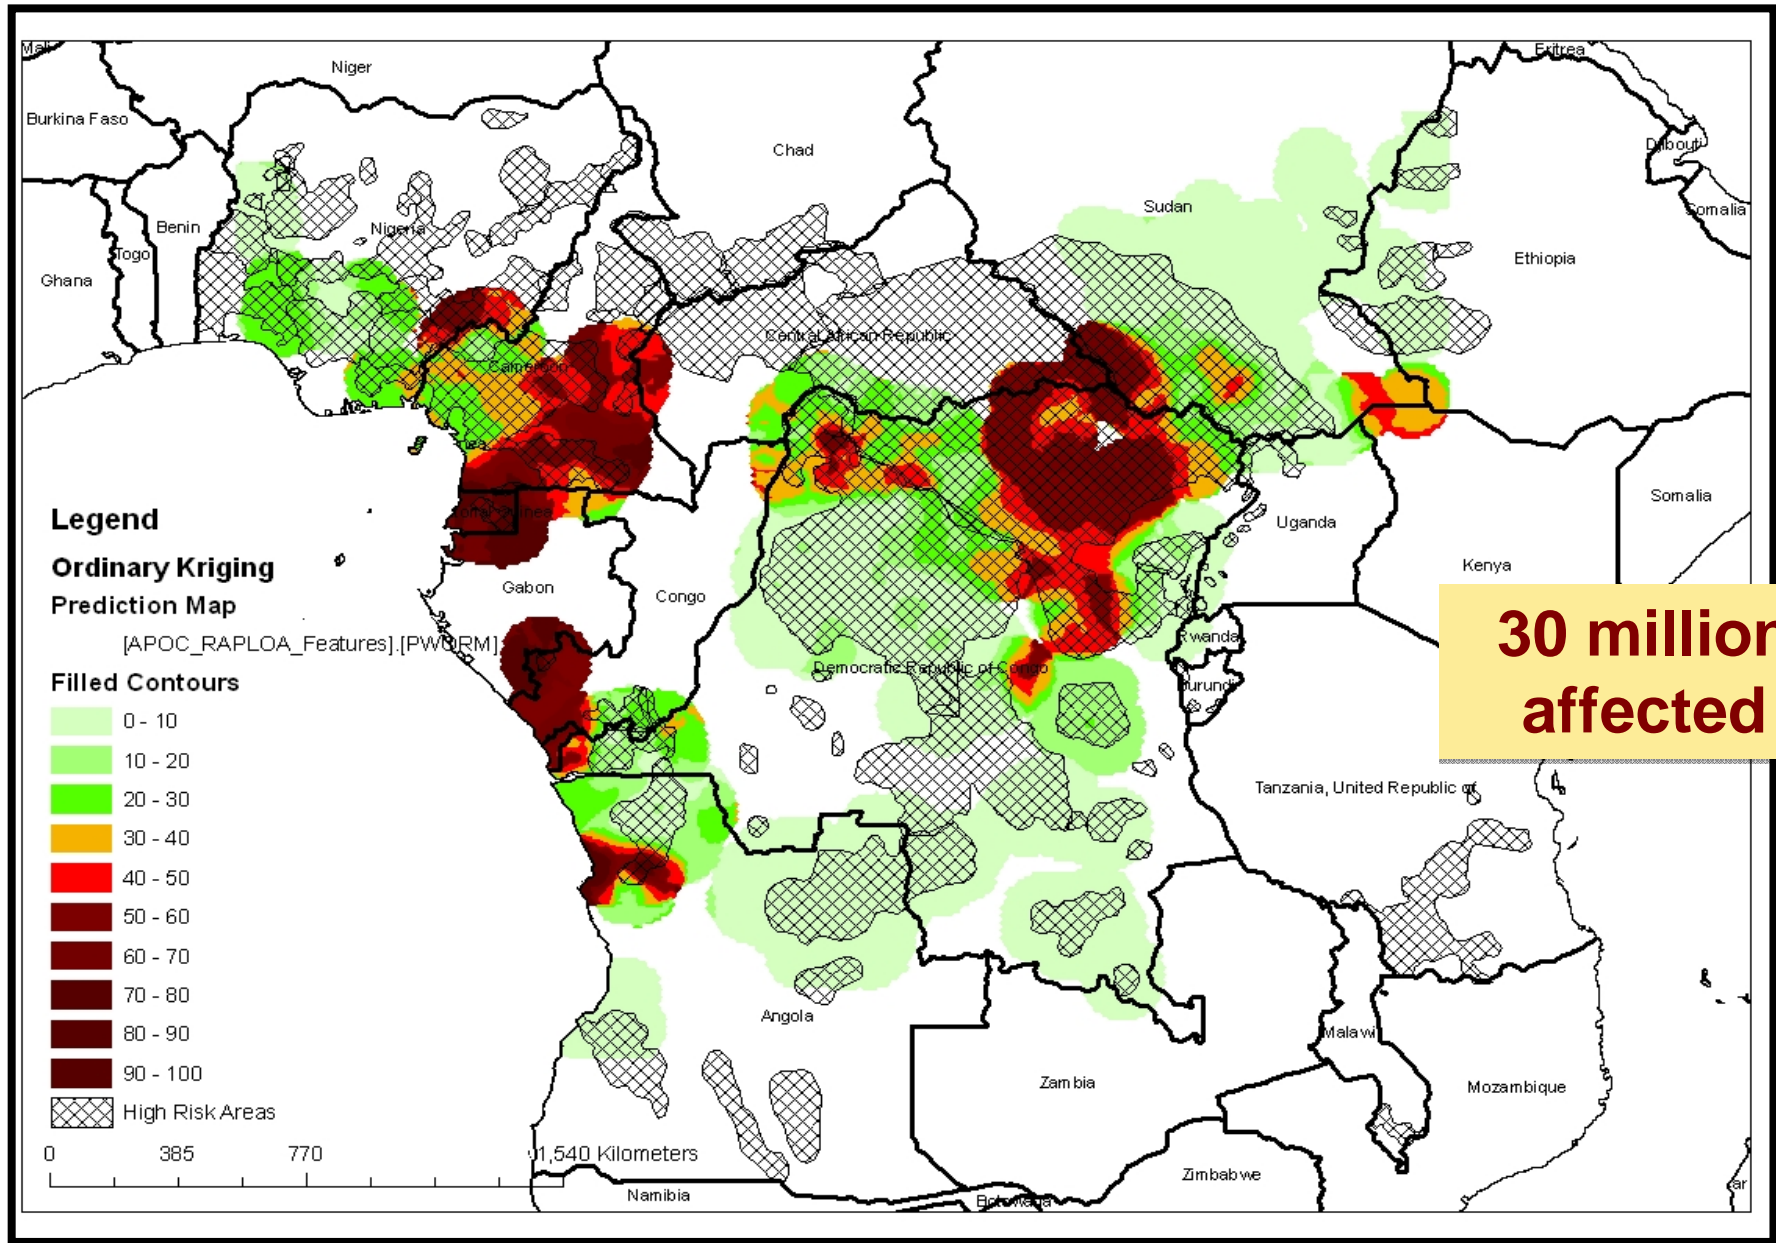 Mali
Niger
Eritrea
Burkina Faso
Chad
Djibouti
Sudan
Somalia
Benin
Nigeria
Togo
Ghana
Ethiopia
Central African Republic
Cameroon
Somalia
Uganda
Kenya
Gabon
Congo
Rwanda
Democratic Republic of Congo
Burundi
30 million
affected
Tanzania, United Republic of
Angola
Malawi
Zambia
Mozambique
Zimbabwe
Namibia
Botswana
Legend
Ordinary Kriging
Prediction Map
[APOC_RAPLOA_Features].[PWORM]
Filled Contours
0 - 10
10 - 20
20 - 30
30 - 40
40 - 50
50 - 60
60 - 70
70 - 80
80 - 90
90 - 100
High Risk Areas
0 385 770 1,540 Kilometers